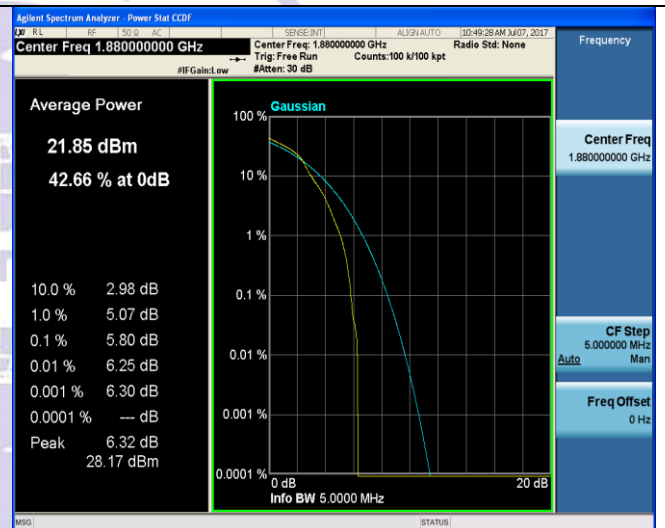 Agilent Spectrum Analyzer - Power Stat CCDF
LXI RL RF 50 Ω AC SENSE:INT ALIGN AUTO 10:49:28 AM Jul 07, 2017
Center Freq 1.880000000 GHz
Center Freq: 1.880000000 GHz Radio Std: None
Trig: Free Run Counts:100 k/100 kpt
#IFGain:Low #Atten: 30 dB
Frequency
Average Power
21.85 dBm
42.66 % at 0dB
10.0 % 2.98 dB
1.0 % 5.07 dB
0.1 % 5.80 dB
0.01 % 6.25 dB
0.001 % 6.30 dB
0.0001 % --- dB
Peak 6.32 dB
28.17 dBm
Gaussian
100 %
10 %
1 %
0.1 %
0.01 %
0.001 %
0.0001 %
0 dB 20 dB
Info BW 5.0000 MHz
Center Freq
1.880000000 GHz
CF Step
5.000000 MHz
Auto Man
Freq Offset
0 Hz
MSG STATUS